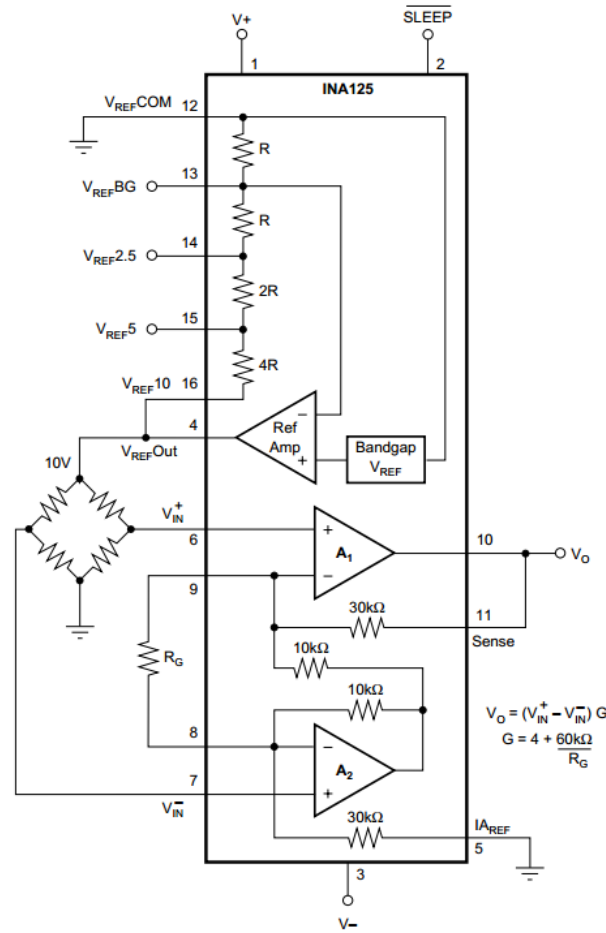 V+
SLEEP
1
2
INA125
VREFCOM
12
R
13
VREFBG
R
14
VREF2.5
2R
15
VREF5
4R
VREF10
16
4
VREFOut
Ref
Amp
−
+
Bandgap
VREF
10V
V+IN
6
+
A1
−
10
VO
9
30kΩ
11
Sense
10kΩ
RG
10kΩ
8
−
A2
+
7
V−IN
30kΩ
IAREF
5
VO = (V+IN – V−IN) G
G = 4 + 60kΩ
RG
3
V−